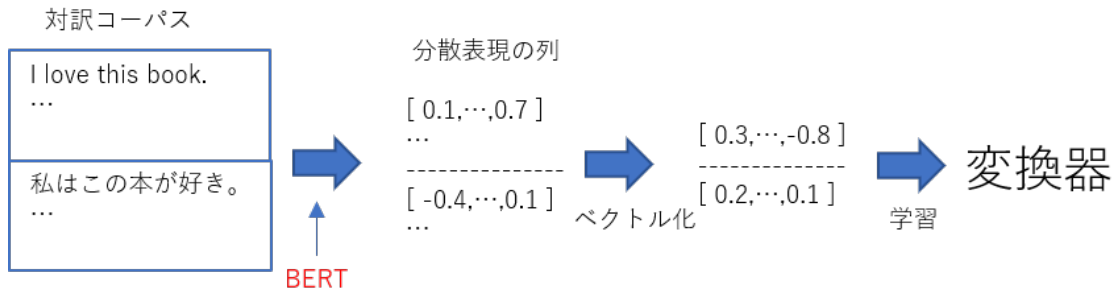 対訳コーパス
I love this book.
…
私はこの本が好き。
…
BERT
分散表現の列
[ 0.1,…,0.7 ]
…
---------------
[ -0.4,…,0.1 ]
…
ベクトル化
[ 0.3,…,-0.8 ]
--------------
[ 0.2,…,0.1 ]
学習
変換器